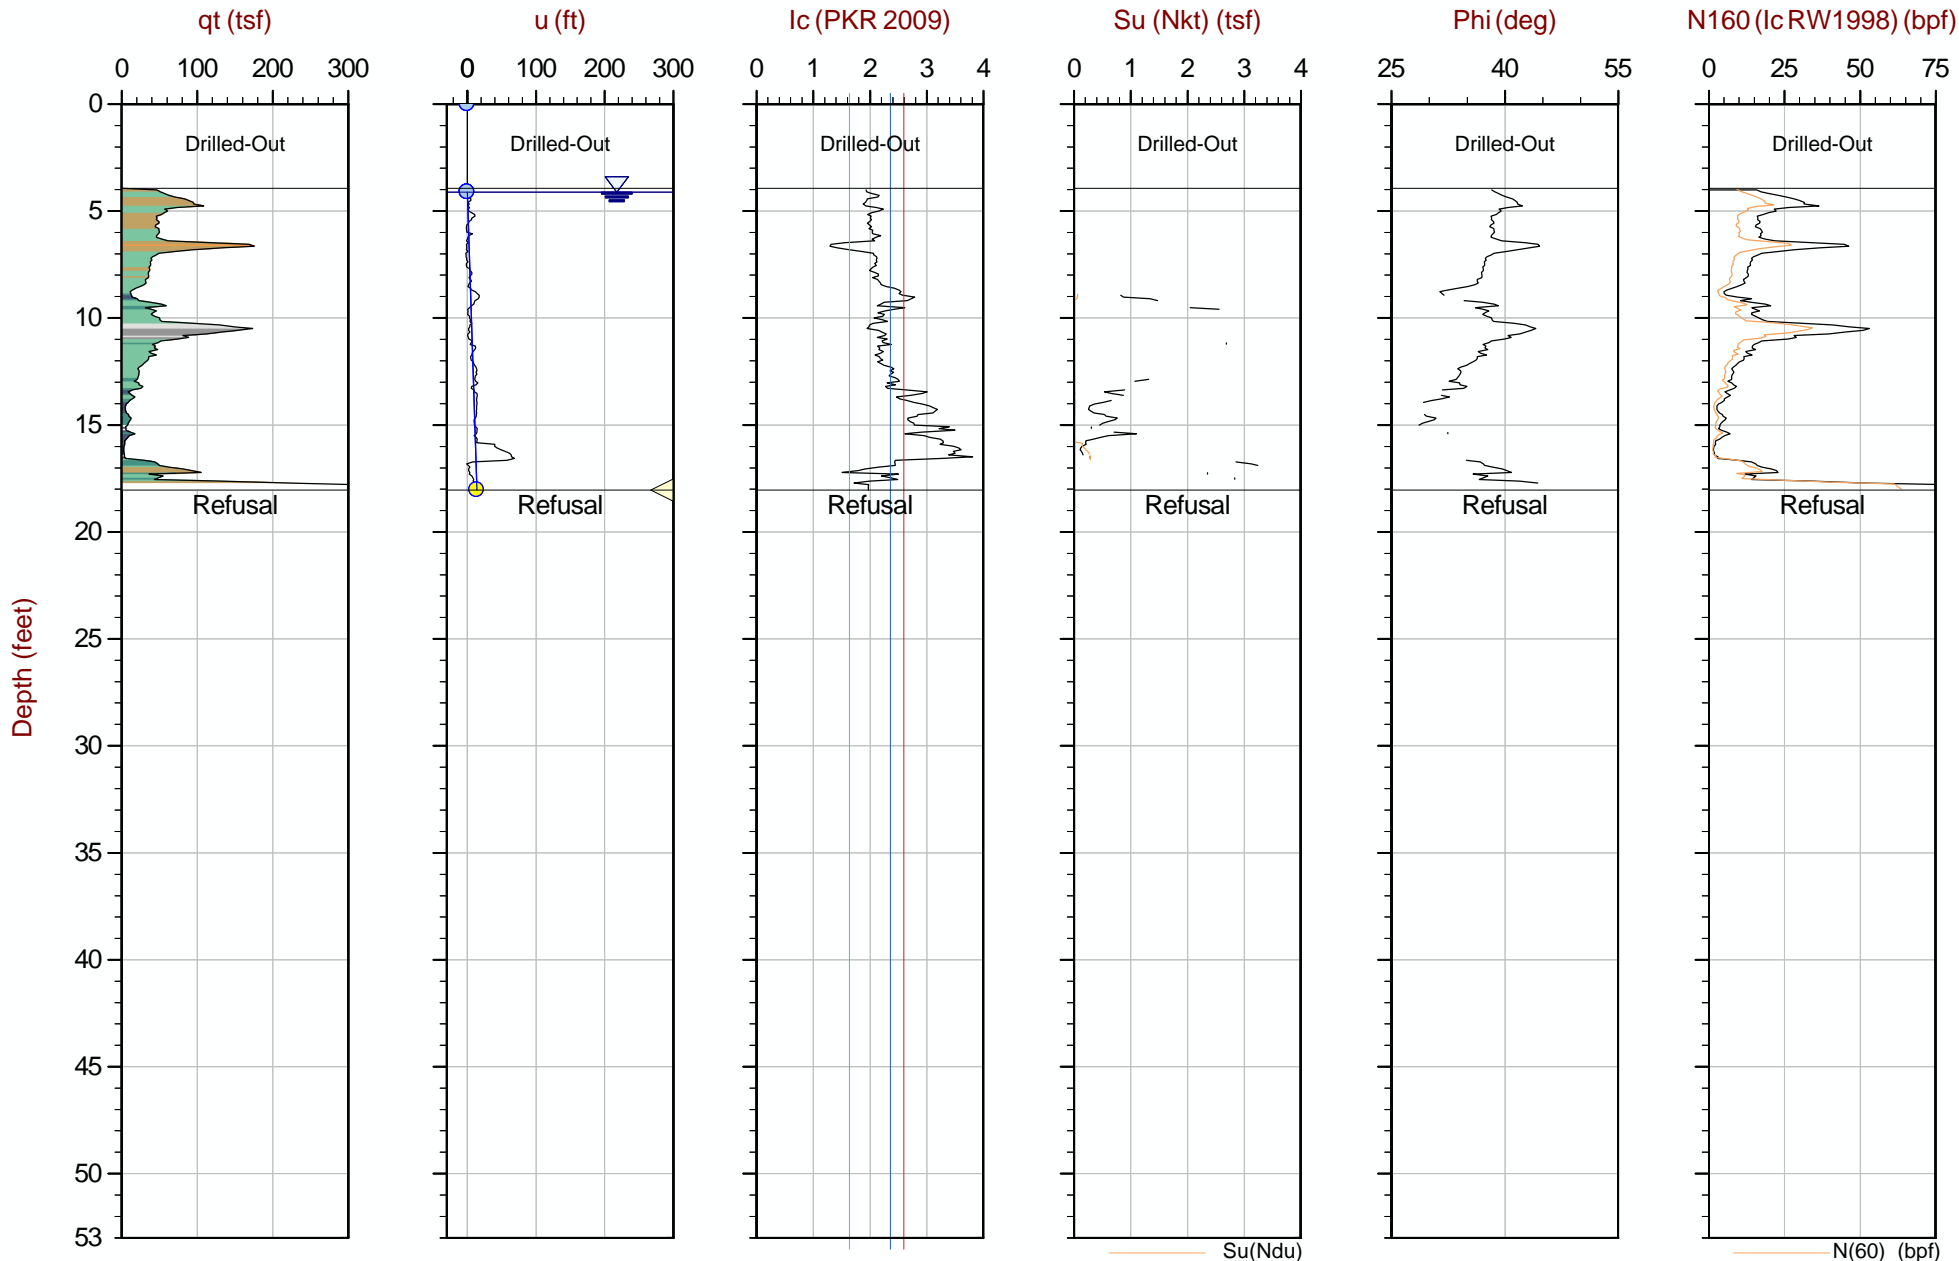 qt (tsf) u (ft) Ic (PKR 2009) Su (Nkt) (tsf) Phi (deg) N160 (Ic RW1998) (bpf)
0 100 200 300 0 100 200 300 0 1 2 3 4 0 1 2 3 4 25 40 55 0 25 50 75
0
Drilled-Out Drilled-Out Drilled-Out Drilled-Out Drilled-Out Drilled-Out
5
10
15
Refusal Refusal Refusal Refusal Refusal Refusal
20
25
30
35
40
45
50
53
Depth (feet)
Su(Ndu) N(60) (bpf)